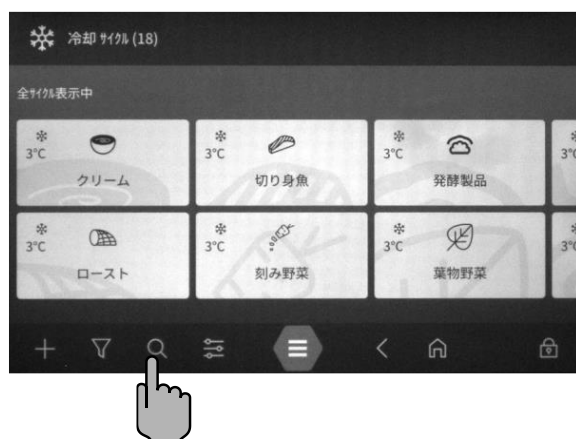 冷却 ｻｲｸﾙ (18)
全ｻｲｸﾙ表示中
3℃ 3℃ 3℃ 3℃
クリーム 切り身魚 発酵製品
3℃ 3℃ 3℃ 3℃
ロースト 刻み野菜 葉物野菜